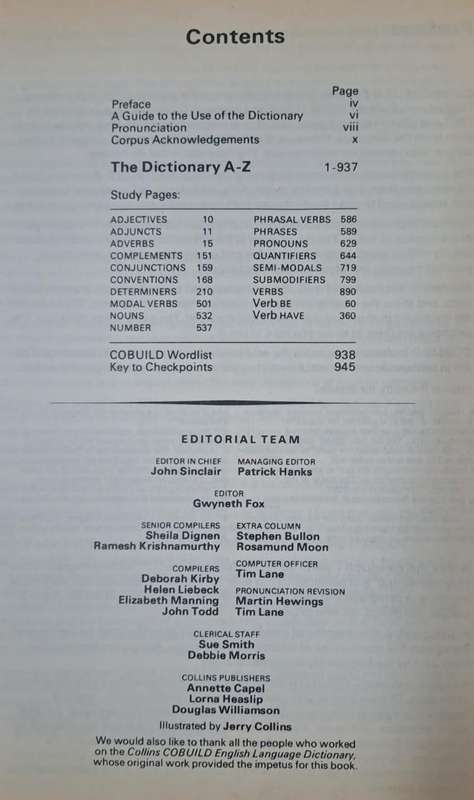 Contents
Page
Preface iv
A Guide to the Use of the Dictionary vi
Pronunciation viii
Corpus Acknowledgements x
The Dictionary A-Z 1-937
Study Pages:
ADJECTIVES 10 PHRASAL VERBS 586
ADJUNCTS 11 PHRASES 589
ADVERBS 15 PRONOUNS 629
COMPLEMENTS 151 QUANTIFIERS 644
CONJUNCTIONS 159 SEMI-MODALS 719
CONVENTIONS 168 SUBMODIFIERS 799
DETERMINERS 210 VERBS 890
MODAL VERBS 501 Verb BE 60
NOUNS 532 Verb HAVE 360
NUMBER 537
COBUILD Wordlist 938
Key to Checkpoints 945
EDITORIAL TEAM
EDITOR IN CHIEF MANAGING EDITOR
John Sinclair Patrick Hanks
EDITOR
Gwyneth Fox
SENIOR COMPILERS EXTRA COLUMN
Sheila Dignen Stephen Bullon
Ramesh Krishnamurthy Rosamund Moon
COMPILERS COMPUTER OFFICER
Deborah Kirby Tim Lane
Helen Liebeck PRONUNCIATION REVISION
Elizabeth Manning Martin Hewings
John Todd Tim Lane
CLERICAL STAFF
Sue Smith
Debbie Morris
COLLINS PUBLISHERS
Annette Capel
Lorna Heaslip
Douglas Williamson
Illustrated by Jerry Collins
We would also like to thank all the people who worked
on the Collins COBUILD English Language Dictionary,
whose original work provided the impetus for this book.